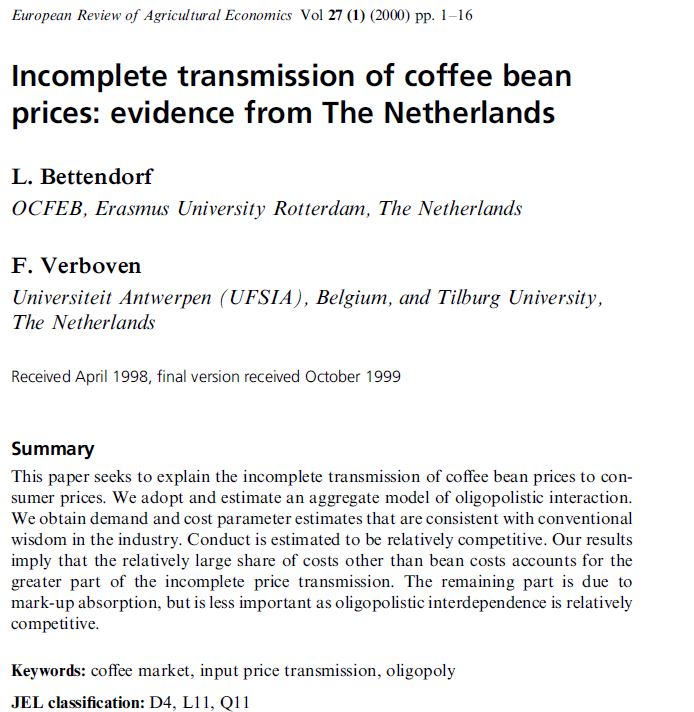 European Review of Agricultural Economics Vol 27 (1) (2000) pp. 1–16
Incomplete transmission of coffee bean
prices: evidence from The Netherlands
L. Bettendorf
OCFEB, Erasmus University Rotterdam, The Netherlands
F. Verboven
Universiteit Antwerpen (UFSIA), Belgium, and Tilburg University,
The Netherlands
Received April 1998, final version received October 1999
Summary
This paper seeks to explain the incomplete transmission of coffee bean prices to con-
sumer prices. We adopt and estimate an aggregate model of oligopolistic interaction.
We obtain demand and cost parameter estimates that are consistent with conventional
wisdom in the industry. Conduct is estimated to be relatively competitive. Our results
imply that the relatively large share of costs other than bean costs accounts for the
greater part of the incomplete price transmission. The remaining part is due to
mark-up absorption, but is less important as oligopolistic interdependence is relatively
competitive.
Keywords: coffee market, input price transmission, oligopoly
JEL classification: D4, L11, Q11